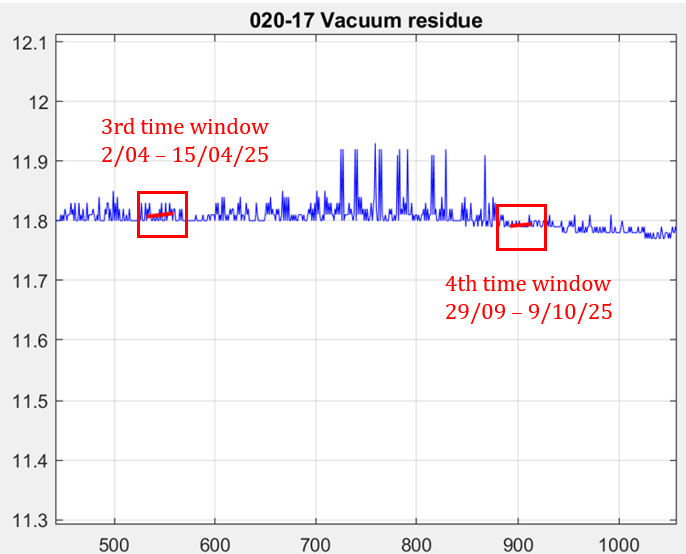 020-17 Vacuum residue
12.1
12
11.9
11.8
11.7
11.6
11.5
11.4
11.3
3rd time window
2/04 – 15/04/25
4th time window
29/09 – 9/10/25
500 600 700 800 900 1000